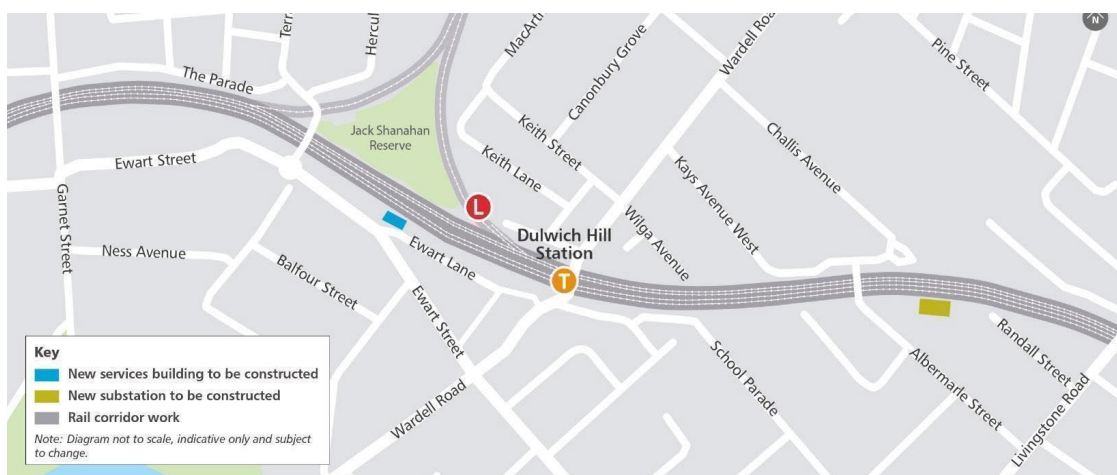 N
Terr
Hercul
MacArth
Canonbury Grove
Wardell Road
Pine Street
The Parade
Jack Shanahan
Reserve
Ewart Street
Keith Street
Keith Lane
Challis Avenue
Kays Avenue West
Wilga Avenue
Garnet Street
L
Dulwich Hill
Station
T
Ness Avenue
Ewart Lane
Balfour Street
Ewart Street
Wardell Road
School Parade
Albermarle Street
Randall Street
Livingstone Road
Key
New services building to be constructed
New substation to be constructed
Rail corridor work
Note: Diagram not to scale, indicative only and subject
to change.